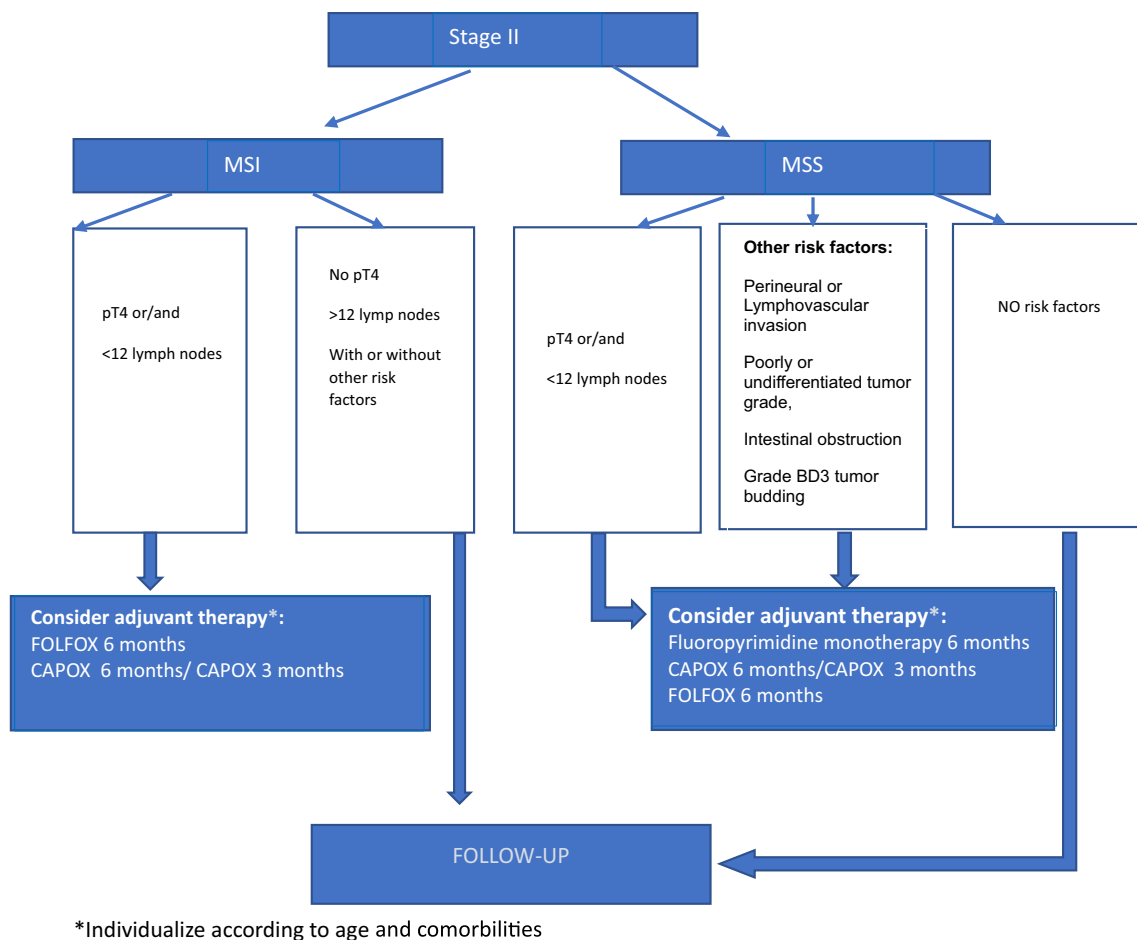 Stage II
MSI
MSS
pT4 or/and
<12 lymph nodes
No pT4
>12 lymp nodes
With or without
other risk
factors
pT4 or/and
<12 lymph nodes
Other risk factors:
Perineural or
Lymphovascular
invasion
Poorly or
undifferentiated tumor
grade,
Intestinal obstruction
Grade BD3 tumor
budding
NO risk factors
Consider adjuvant therapy*:
FOLFOX 6 months
CAPOX 6 months/ CAPOX 3 months
Consider adjuvant therapy*:
Fluoropyrimidine monotherapy 6 months
CAPOX 6 months/CAPOX 3 months
FOLFOX 6 months
FOLLOW-UP
*Individualize according to age and comorbilities